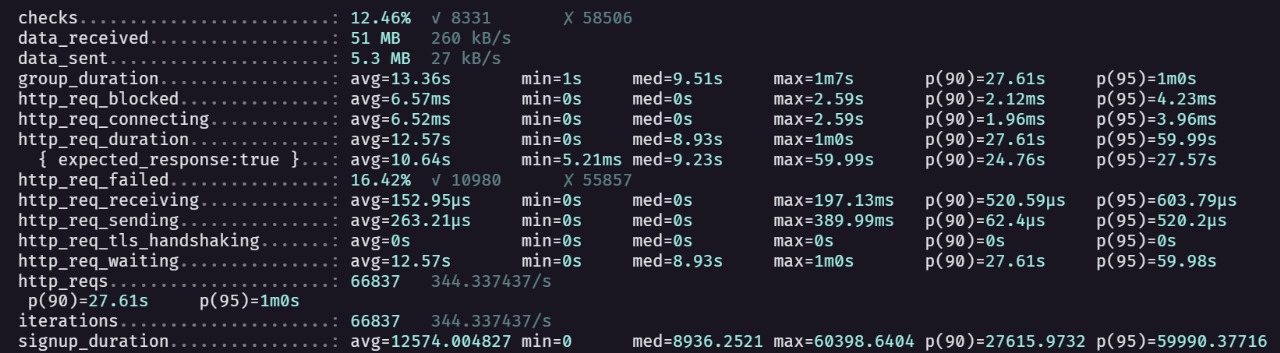 checks.........................: 12.46% ✓ 8331 ✗ 58506
data_received..................: 51 MB 260 kB/s
data_sent......................: 5.3 MB 27 kB/s
group_duration.................: avg=13.36s min=1s med=9.51s max=1m7s p(90)=27.61s p(95)=1m0s
http_req_blocked...............: avg=6.57ms min=0s med=0s max=2.59s p(90)=2.12ms p(95)=4.23ms
http_req_connecting............: avg=6.52ms min=0s med=0s max=2.59s p(90)=1.96ms p(95)=3.96ms
http_req_duration..............: avg=12.57s min=0s med=8.93s max=1m0s p(90)=27.61s p(95)=59.99s
{ expected_response:true }...: avg=10.64s min=5.21ms med=9.23s max=59.99s p(90)=24.76s p(95)=27.57s
http_req_failed................: 16.42% ✓ 10980 ✗ 55857
http_req_receiving.............: avg=152.95µs min=0s med=0s max=197.13ms p(90)=520.59µs p(95)=603.79µs
http_req_sending...............: avg=263.21µs min=0s med=0s max=389.99ms p(90)=62.4µs p(95)=520.2µs
http_req_tls_handshaking.......: avg=0s min=0s med=0s max=0s p(90)=0s p(95)=0s
http_req_waiting...............: avg=12.57s min=0s med=8.93s max=1m0s p(90)=27.61s p(95)=59.98s
http_reqs......................: 66837 344.337437/s
p(90)=27.61s p(95)=1m0s
iterations.....................: 66837 344.337437/s
signup_duration................: avg=12574.004827 min=0 med=8936.2521 max=60398.6404 p(90)=27615.9732 p(95)=59990.37716